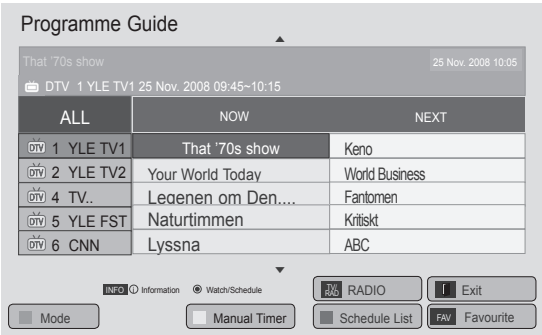 Programme Guide
That '70s show 25 Nov. 2008 10:05
DTV 1 YLE TV1 25 Nov. 2008 09:45~10:15
ALL NOW NEXT
DTV 1 YLE TV1 That '70s show Keno
DTV 2 YLE TV2 Your World Today World Business
DTV 4 TV.. Legenen om Den.... Fantomen
DTV 5 YLE FST Naturtimmen Kritiskt
DTV 6 CNN Lyssna ABC
INFO i Information Watch/Schedule TV/RAD RADIO Exit
Mode Manual Timer Schedule List FAV Favourite